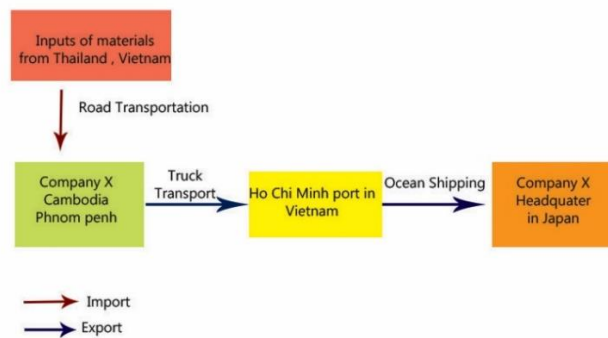 Inputs of materials
from Thailand , Vietnam
Road Transportation
Company X
Cambodia
Phnom penh
Truck
Transport
Ho Chi Minh port in
Vietnam
Ocean Shipping
Company X
Headquater
in Japan
Import
Export